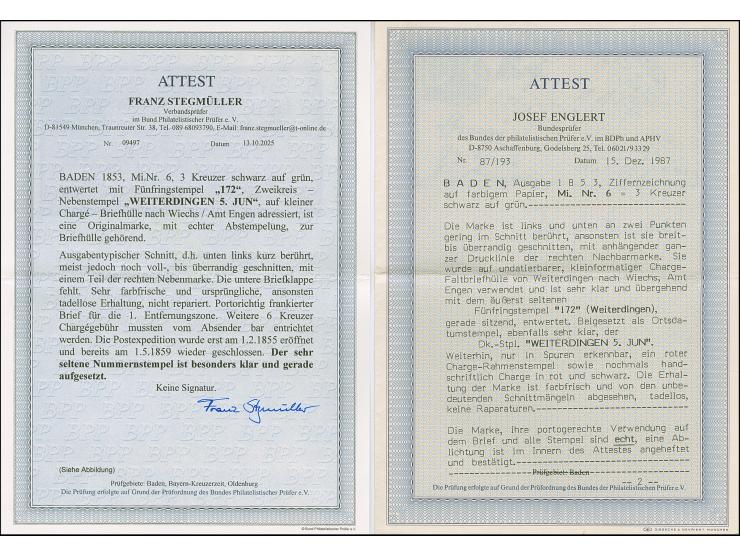 ATTEST
FRANZ STEGMÜLLER
Verbandsprüfer
im Bund Philatelistischer Prüfer e. V.
D-81549 München, Trautreuter Str. 38, Tel. 089-68093790, E-Mail: franz.stegmueller@t-online.de
Nr. 09497 Datum 13.10.2025
BADEN 1853, Mi.Nr. 6, 3 Kreuzer schwarz auf grün,
entwertet mit Fünfringstempel „172“, Zweikreis –
Nebenstempel „WEITERDINGEN 5. JUN“, auf kleiner
Chargé – Briefhülle nach Wiechs / Amt Engen adressiert, ist
eine Originalmarke, mit echter Abstempelung, zur
Briefhülle gehörend.
Ausgabentypischer Schnitt, d.h. unten links kurz berührt,
meist jedoch noch voll-, bis überrandig geschnitten, mit
einem Teil der rechten Nebenmarke. Die untere Briefklappe
fehlt. Sehr farbfrische und ursprüngliche, ansonsten
tadellose Erhaltung, nicht repariert. Portorichtig frankierter
Brief für die 1. Entfernungszone. Weitere 6 Kreuzer
Chargégebühr mussten vom Absender bar entrichtet
werden. Die Postexpedition wurde erst am 1.2.1855 eröffnet
und bereits am 1.5.1859 wieder geschlossen. Der sehr
seltene Nummernstempel ist besonders klar und gerade
aufgesetzt.
Keine Signatur.
Franz Stegmüller
(Siehe Abbildung)
Prüfgebiete: Baden, Bayern-Kreuzerzeit, Oldenburg
Die Prüfung erfolgte auf Grund der Prüfordnung des Bundes Philatelistischer Prüfer e.V.
© Bund Philatelistischer Prüfer e.V.
ATTEST
JOSEF ENGLERT
Bundesprüfer
des Bundes der philatelistischen Prüfer e.V. im BDPh und APHV
D-8750 Aschaffenburg, Godelsberg 25, Tel. 06021/93329
Nr. 87/193 Datum 15. Dez. 1987
BADEN, Ausgabe 1853, Ziffernzeichnung
auf farbigem Papier, Mi. Nr. 6 = 3 Kreuzer
schwarz auf grün.
Die Marke ist links und unten an zwei Punkten
gering im Schnitt berührt, ansonsten ist sie breit-
bis überrandig geschnitten, mit anhängender gan-
zer Drucklinie der rechten Nachbarmarke. Sie
wurde auf undatierbarer, kleinformatiger Charge-
Faltbriefhülle von Weiterdingen nach Wiechs, Amt
Engen verwendet und ist sehr klar und übergehend
mit dem äußerst seltenen
Fünfringstempel "172" (Weiterdingen),
gerade sitzend, entwertet. Beigesetzt als Ortsda-
tumstempel, ebenfalls sehr klar, der
Dk.-Stpl. "WEITERDINGEN 5. JUN".
Weiterhin, nur in Spuren erkennbar, ein roter
Charge-Rahmenstempel sowie nochmals hand-
schriftlich Charge in rot und schwarz. Die Erhal-
tung der Marke ist farbfrisch und von den unbe-
deutenden Schnittmängeln abgesehen, tadellos,
keine Reparaturen.
Die Marke, ihre portogerechte Verwendung auf
dem Brief und alle Stempel sind echt, eine Ab-
lichtung ist im Innern des Attestes angeheftet
und bestätigt.
Prüfgebiet: Baden
-- 2 --
Die Prüfung erfolgte auf Grund der Prüfordnung des Bundes der Philatelistischen Prüfer e.V.
GIESECKE & DEVRIENT, MÜNCHEN